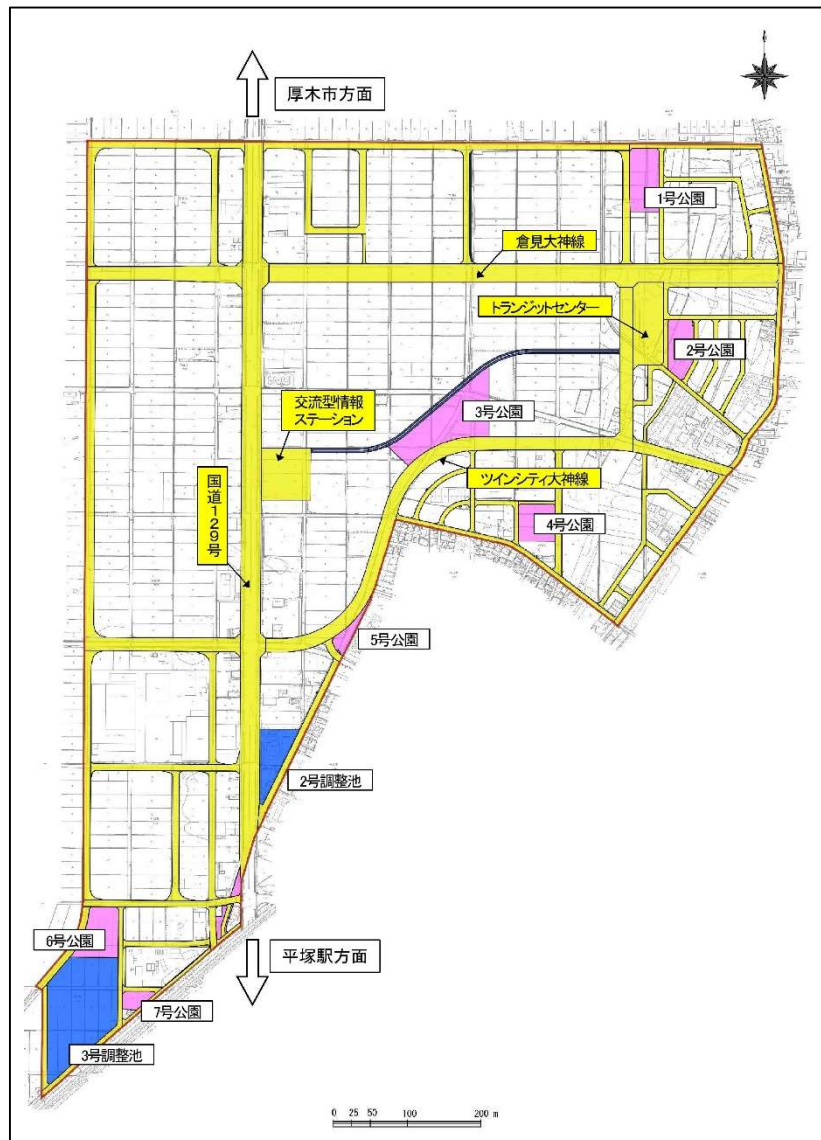 厚木市方面
1号公園
倉見大神線
トランジットセンター
2号公園
3号公園
交流型情報
ステーション
ツインシティ大神線
国道129号
4号公園
5号公園
2号調整池
6号公園
平塚駅方面
7号公園
3号調整池
0 25 50 100 200 m